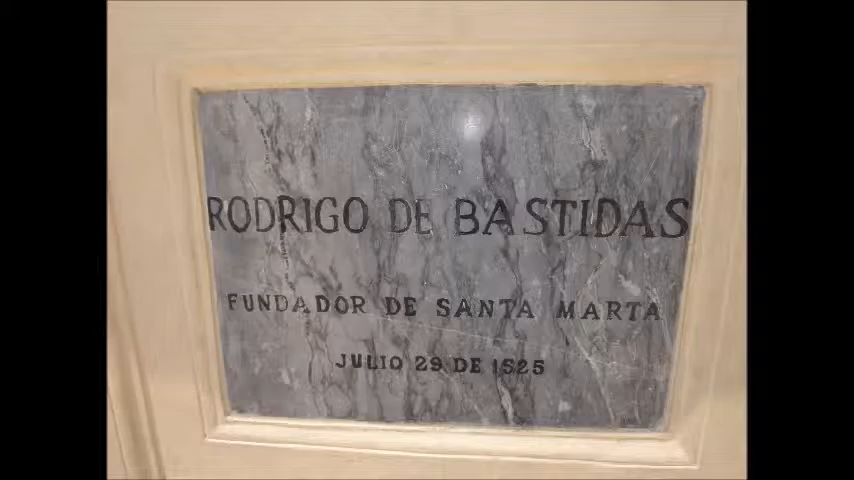 RODRIGO DE BASTIDAS
FUNDADOR DE SANTA MARTA
JULIO 29 DE 1525